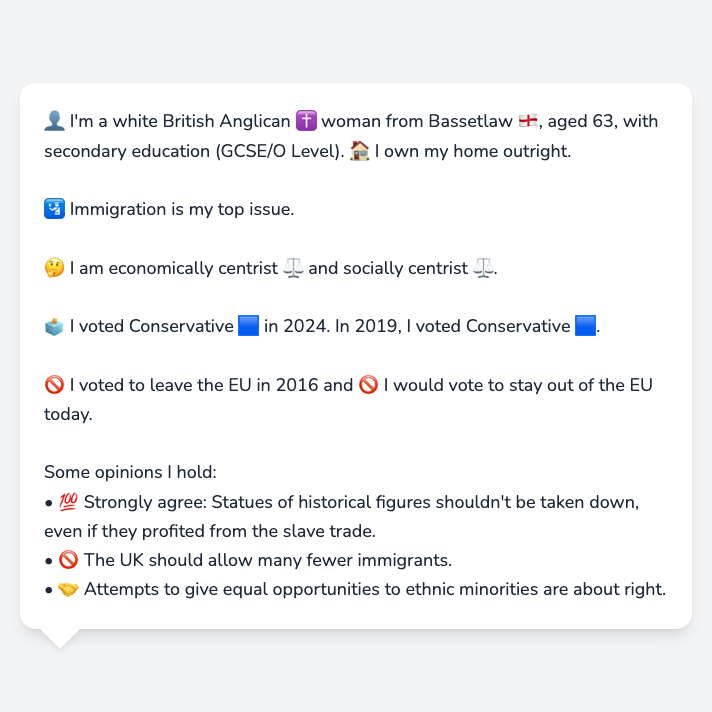 👤 I'm a white British Anglican ✝️ woman from Bassetlaw 🏴󠁧󠁢󠁥󠁮󠁧󠁿, aged 63, with
secondary education (GCSE/O Level). 🏠 I own my home outright.
🛂 Immigration is my top issue.
🤔 I am economically centrist ⚖️ and socially centrist ⚖️.
🗳️ I voted Conservative 🟦 in 2024. In 2019, I voted Conservative 🟦.
🚫 I voted to leave the EU in 2016 and 🚫 I would vote to stay out of the EU
today.
Some opinions I hold:
• 💯 Strongly agree: Statues of historical figures shouldn't be taken down,
even if they profited from the slave trade.
• 🚫 The UK should allow many fewer immigrants.
• 🤝 Attempts to give equal opportunities to ethnic minorities are about right.